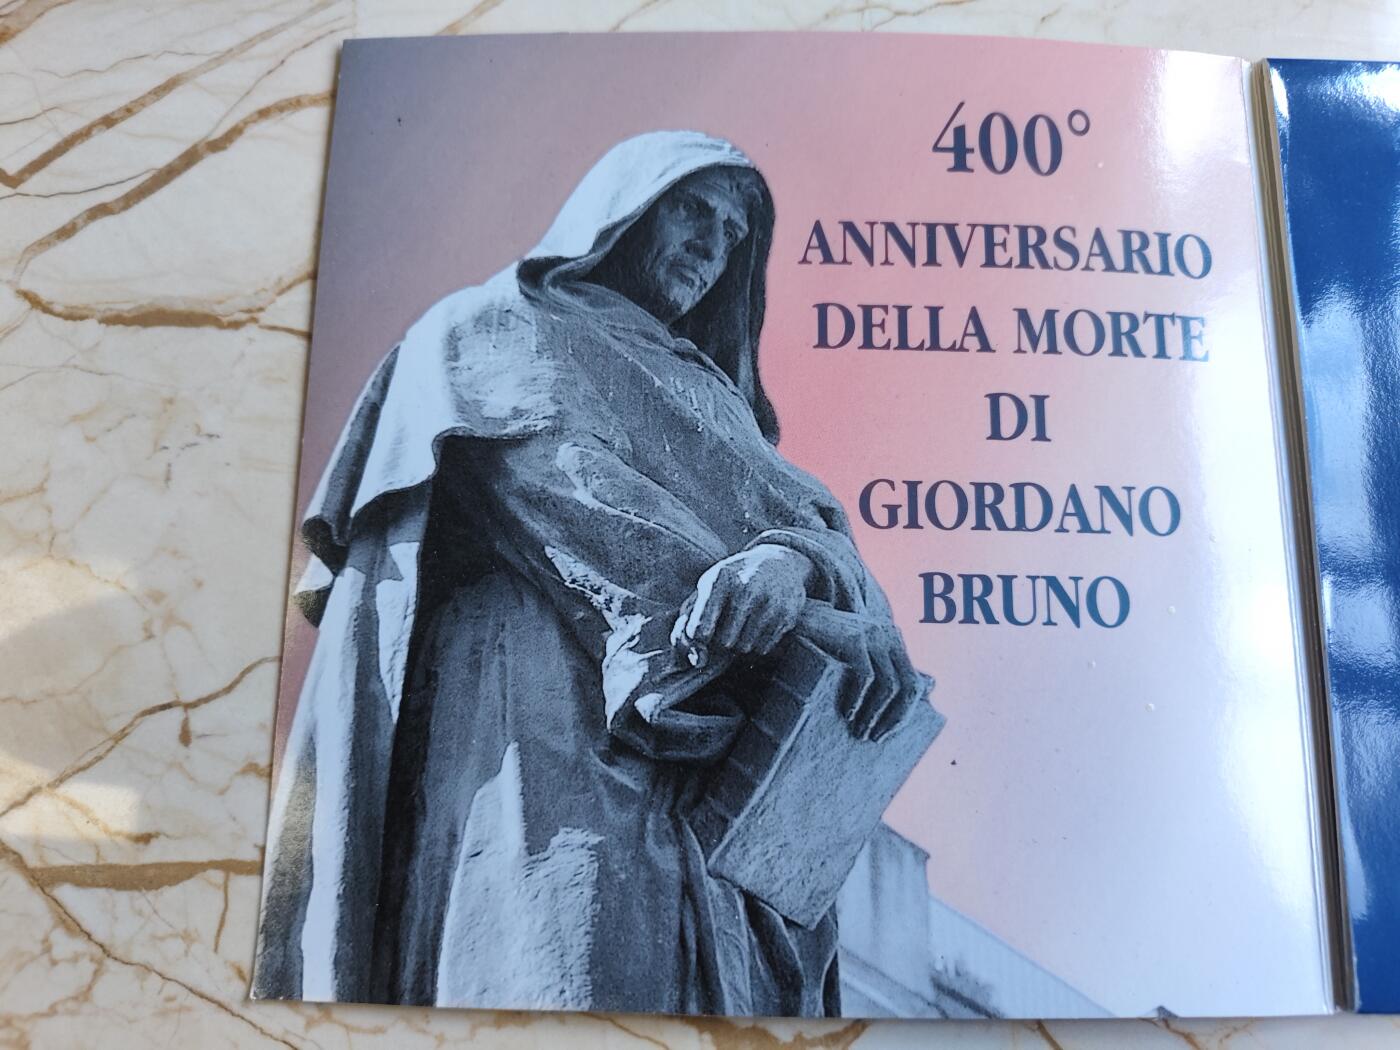 400°
ANNIVERSARIO
DELLA MORTE
DI
GIORDANO
BRUNO